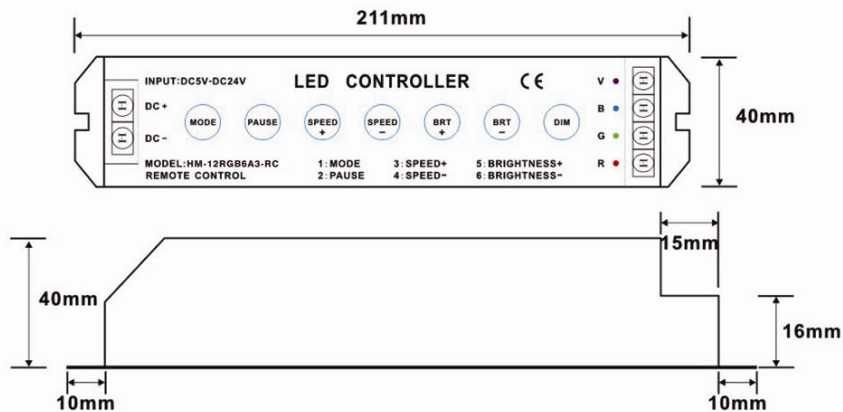 211mm
INPUT:DC5V-DC24V LED CONTROLLER CE V
DC+ B
MODE PAUSE SPEED + SPEED - BRT + BRT - DIM
40mm
DC- G
MODEL:HM-12RGB6A3-RC 1:MODE 3:SPEED+ 5:BRIGHTNESS+ R
REMOTE CONTROL 2:PAUSE 4:SPEED- 6:BRIGHTNESS-
15mm
40mm
16mm
10mm 10mm